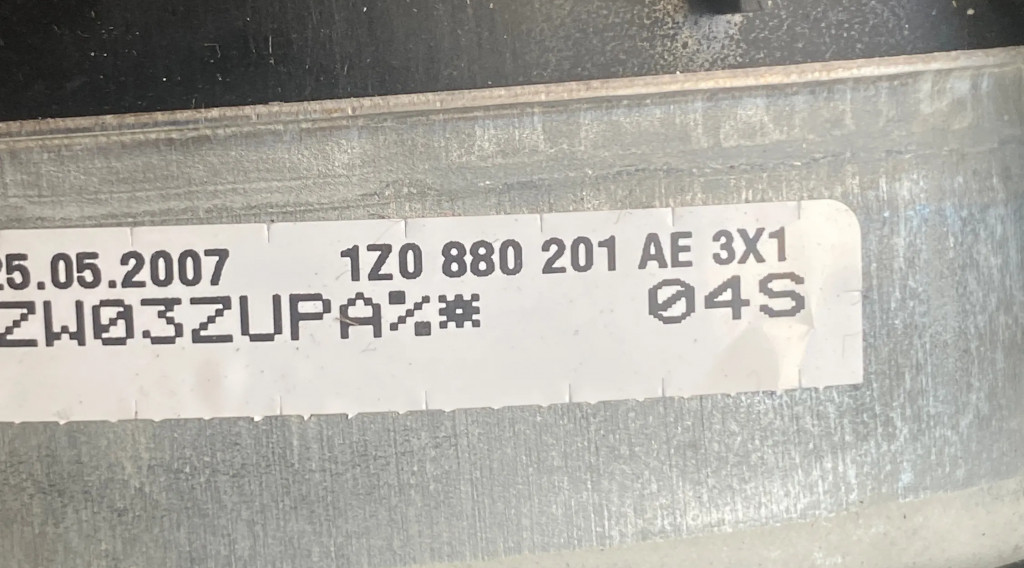 25.05.2007 1Z0 880 201 AE 3X1
ZW03ZUPA%* 04S